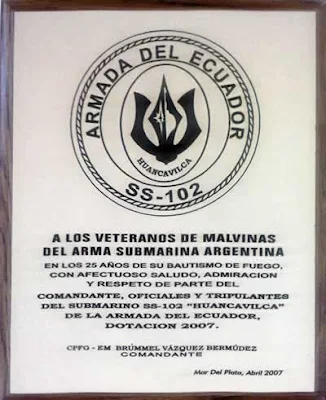 ARMADA DEL ECUADOR
HUANCAVILCA
SS-102
A LOS VETERANOS DE MALVINAS
DEL ARMA SUBMARINA ARGENTINA
EN LOS 25 AÑOS DE SU BAUTISMO DE FUEGO,
CON AFECTUOSO SALUDO, ADMIRACION
Y RESPETO DE PARTE DEL
COMANDANTE, OFICIALES Y TRIPULANTES
DEL SUBMARINO SS-102 "HUANCAVILCA"
DE LA ARMADA DEL ECUADOR,
DOTACION 2007.
CPFG - EM BRÚMMEL VÁZQUEZ BERMÚDEZ
COMANDANTE
Mar Del Plata, Abril 2007